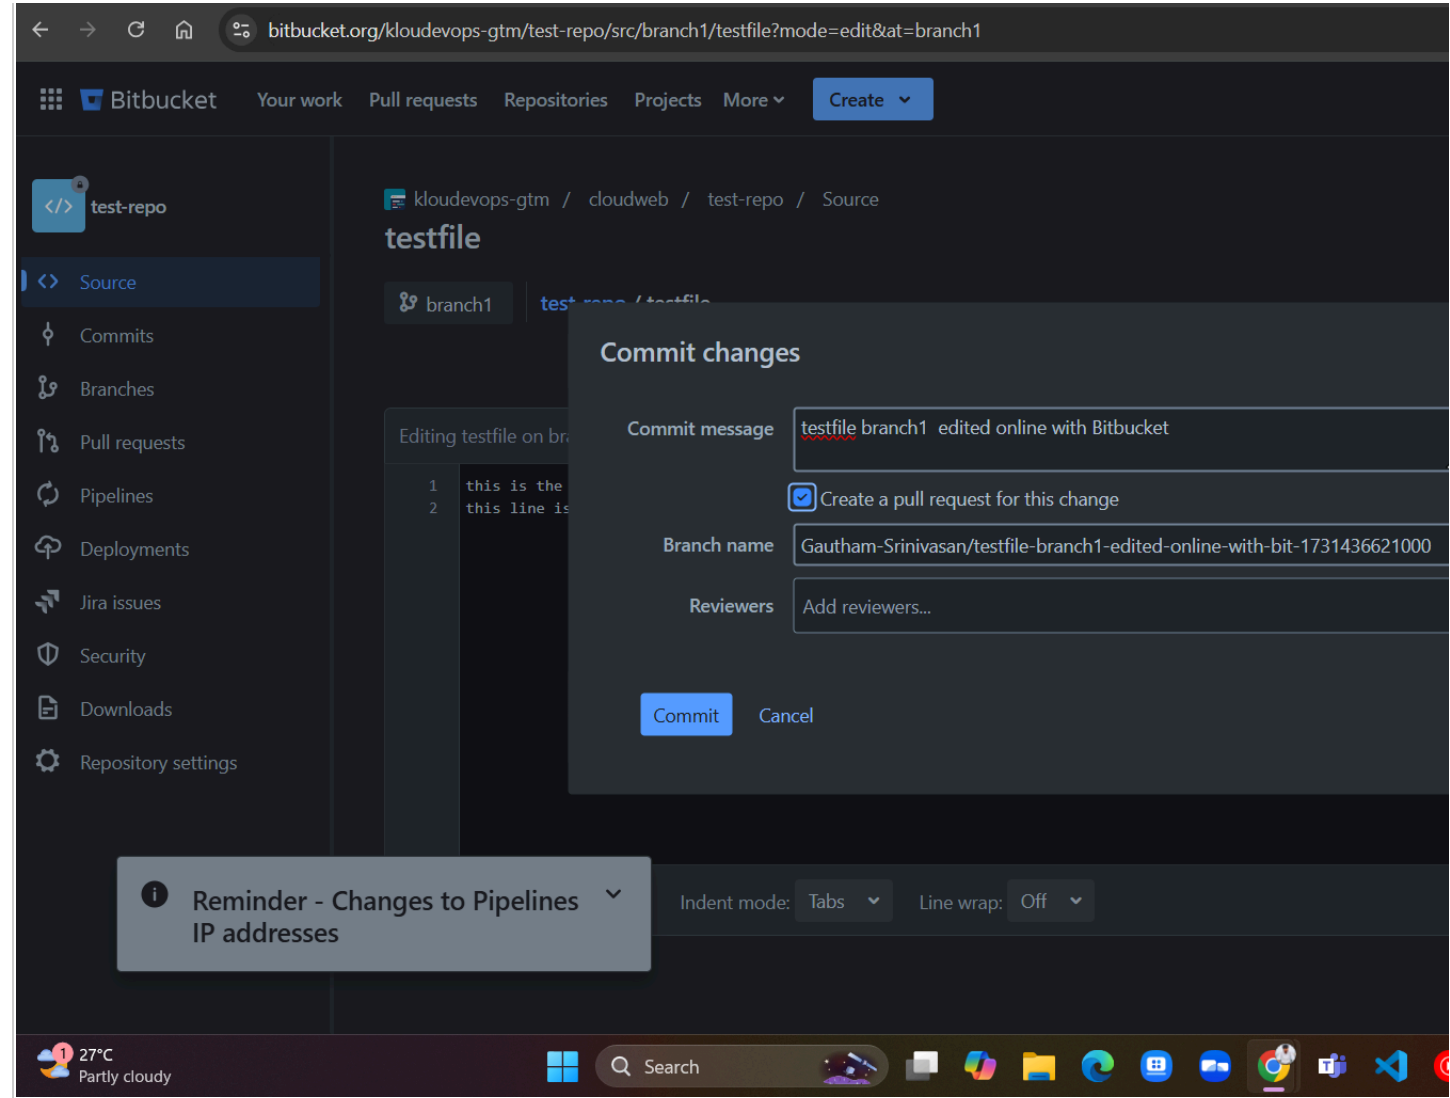 bitbucket.org/kloudevops-gtm/test-repo/src/branch1/testfile?mode=edit&at=branch1
Bitbucket Your work Pull requests Repositories Projects More Create
test-repo
kloudevops-gtm / cloudweb / test-repo / Source
testfile
Source
branch1 test-repo / testfile
Commits
Commit changes
Branches
Commit message testfile branch1  edited online with Bitbucket
Editing testfile on
Pull requests
1 this is the
Pipelines
Create a pull request for this change
2 this line is
Branch name Gautham-Srinivasan/testfile-branch1-edited-online-with-bit-1731436621000
Deployments
Jira issues
Reviewers Add reviewers...
Security
Downloads
Commit Cancel
Repository settings
Reminder - Changes to Pipelines
IP addresses
Indent mode: Tabs Line wrap: Off
1 27°C
Partly cloudy
Search